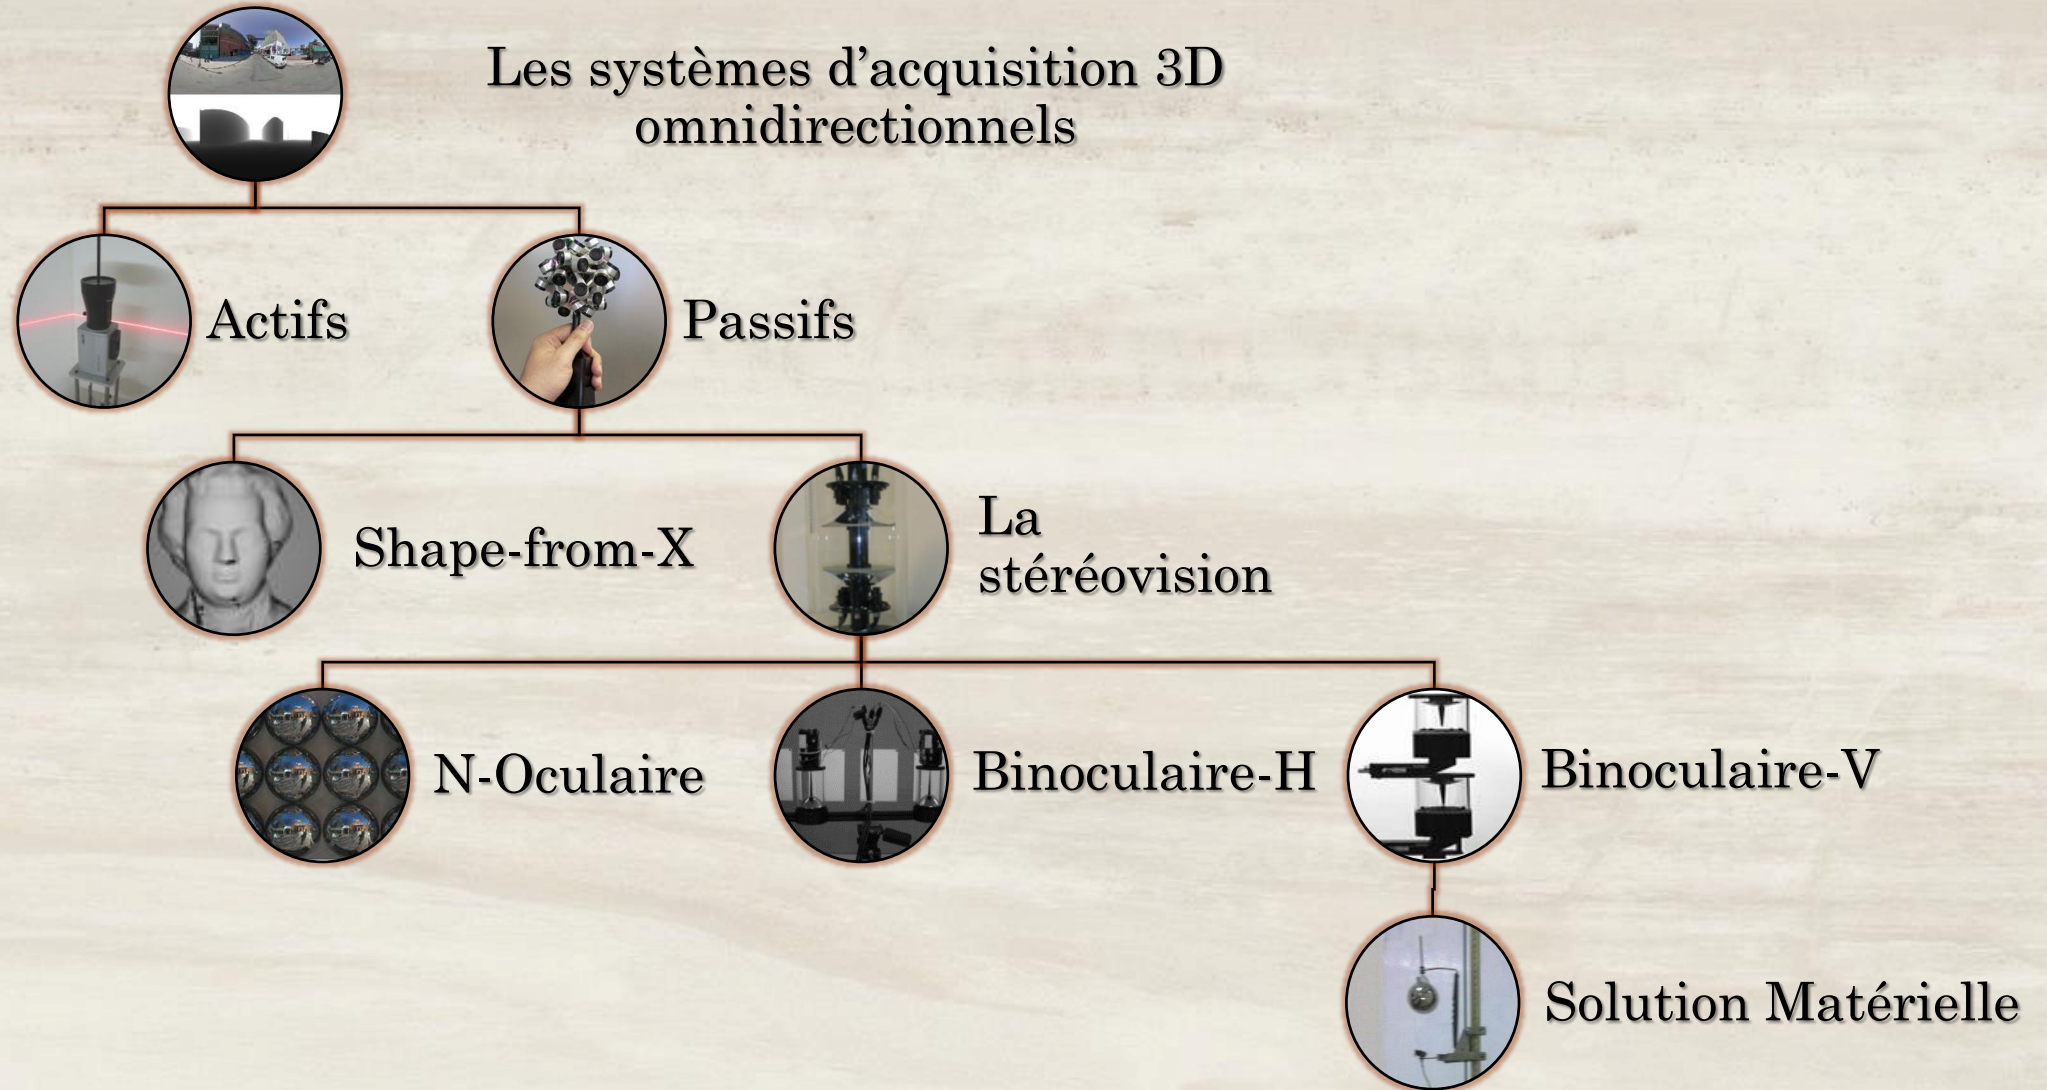 Les systèmes d’acquisition 3D
omnidirectionnels
Actifs
Passifs
Shape-from-X
La
stéréovision
N-Oculaire
Binoculaire-H
Binoculaire-V
Solution Matérielle